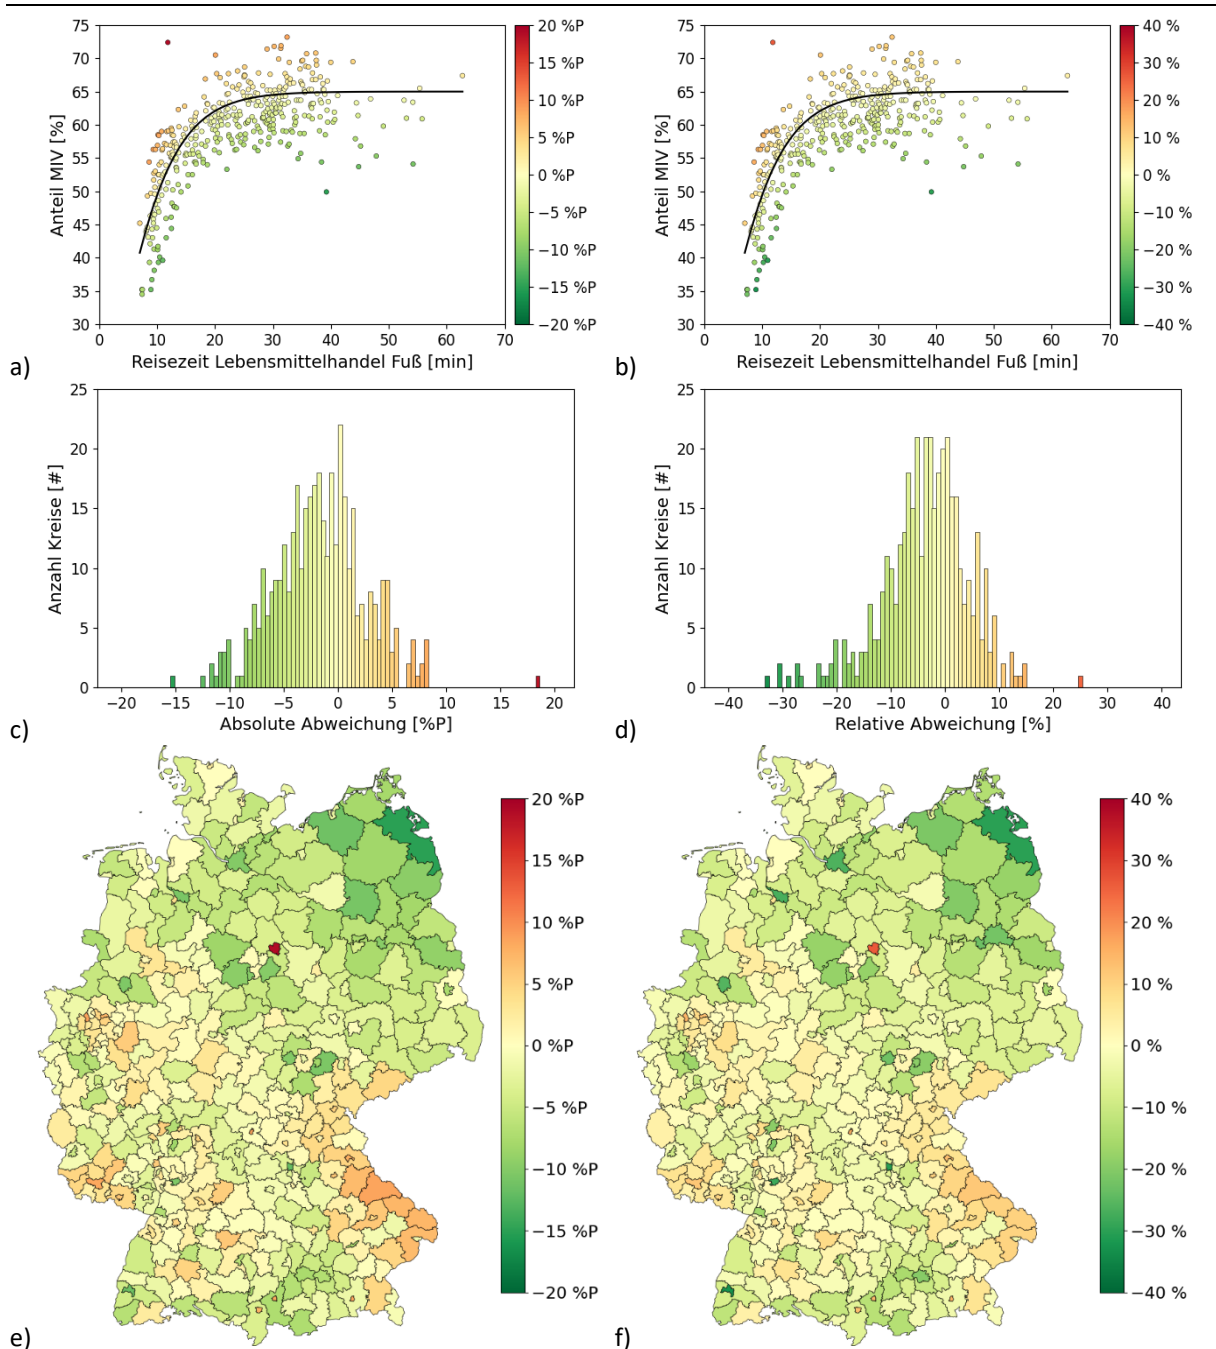 75
70
65
60
55
50
45
40
35
30
Anteil MIV [%]
0 10 20 30 40 50 60 70
Reisezeit Lebensmittelhandel Fuß [min]
20 %P
15 %P
10 %P
5 %P
0 %P
−5 %P
−10 %P
−15 %P
−20 %P
a)
75
70
65
60
55
50
45
40
35
30
Anteil MIV [%]
0 10 20 30 40 50 60 70
Reisezeit Lebensmittelhandel Fuß [min]
40 %
30 %
20 %
10 %
0 %
−10 %
−20 %
−30 %
−40 %
b)
25
20
15
10
5
0
Anzahl Kreise [#]
−20 −15 −10 −5 0 5 10 15 20
Absolute Abweichung [%P]
c)
25
20
15
10
5
0
Anzahl Kreise [#]
−40 −30 −20 −10 0 10 20 30 40
Relative Abweichung [%]
d)
20 %P
15 %P
10 %P
5 %P
0 %P
−5 %P
−10 %P
−15 %P
−20 %P
e)
40 %
30 %
20 %
10 %
0 %
−10 %
−20 %
−30 %
−40 %
f)